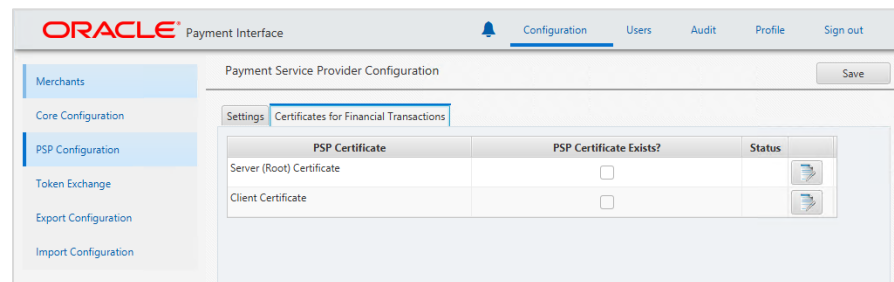 ORACLE® Payment Interface
Configuration Users Audit Profile Sign out
Merchants
Core Configuration
PSP Configuration
Token Exchange
Export Configuration
Import Configuration
Payment Service Provider Configuration
Save
Settings Certificates for Financial Transactions
PSP Certificate PSP Certificate Exists? Status
Server (Root) Certificate
Client Certificate